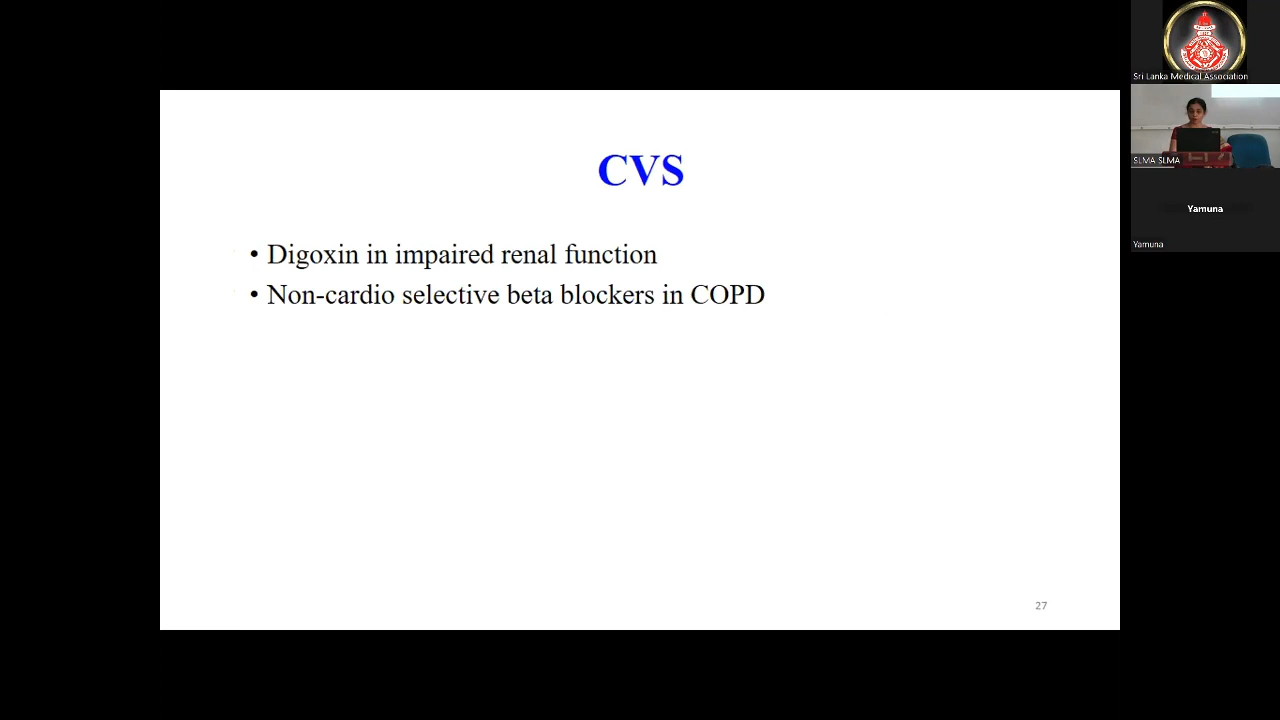 CVS
• Digoxin in impaired renal function
• Non-cardio selective beta blockers in COPD
27
Sri Lanka Medical Association
SLMA SLMA
Yamuna
Yamuna